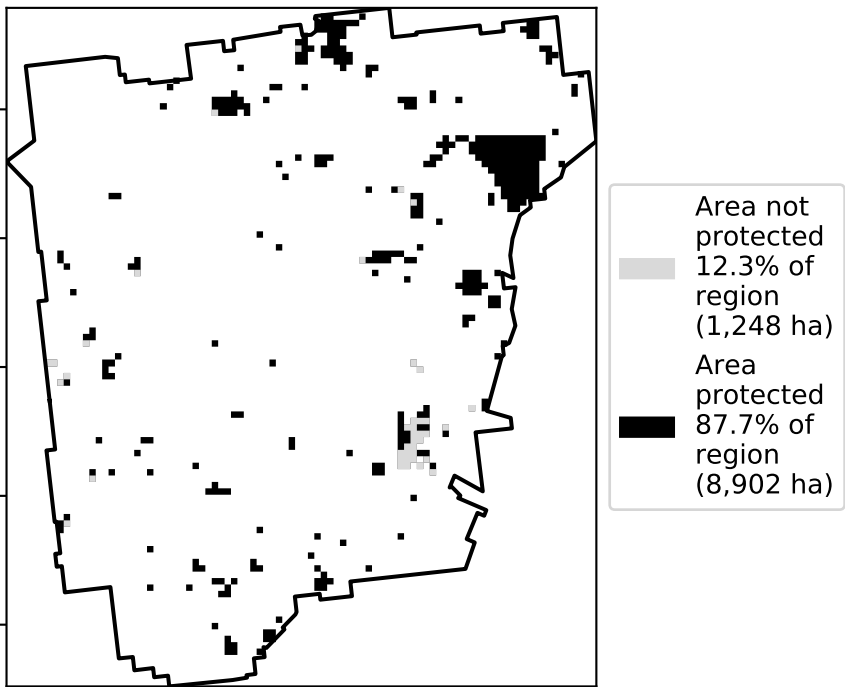 Area not
protected
12.3% of
region
(1,248 ha)
Area
protected
87.7% of
region
(8,902 ha)